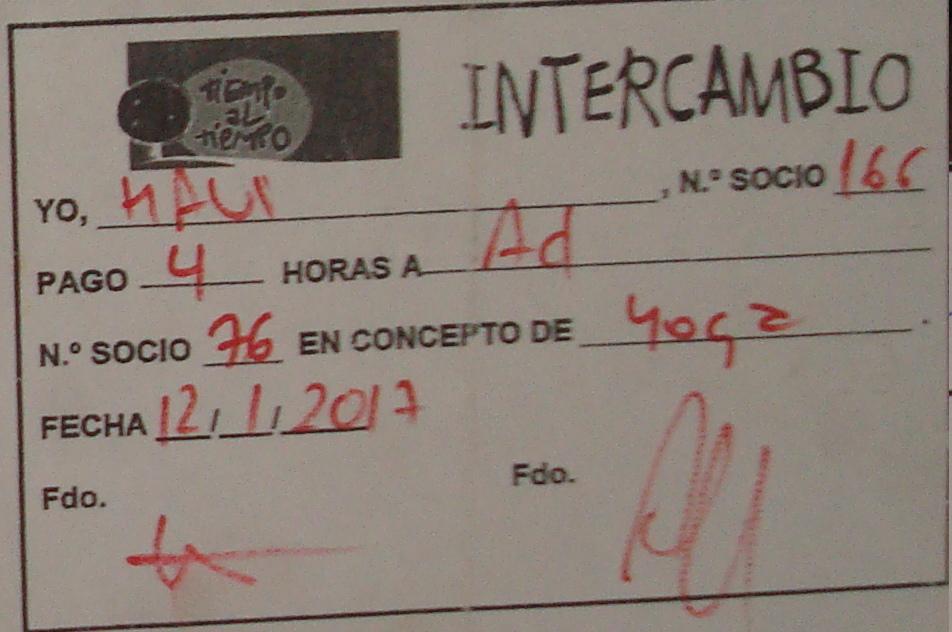 tiempo
al
tiempo
INTERCAMBIO
YO, MAVI, N.º SOCIO 166
PAGO 4 HORAS A Ad
N.º SOCIO 76 EN CONCEPTO DE Yoga.
FECHA 12/1/2017
Fdo. Fdo.